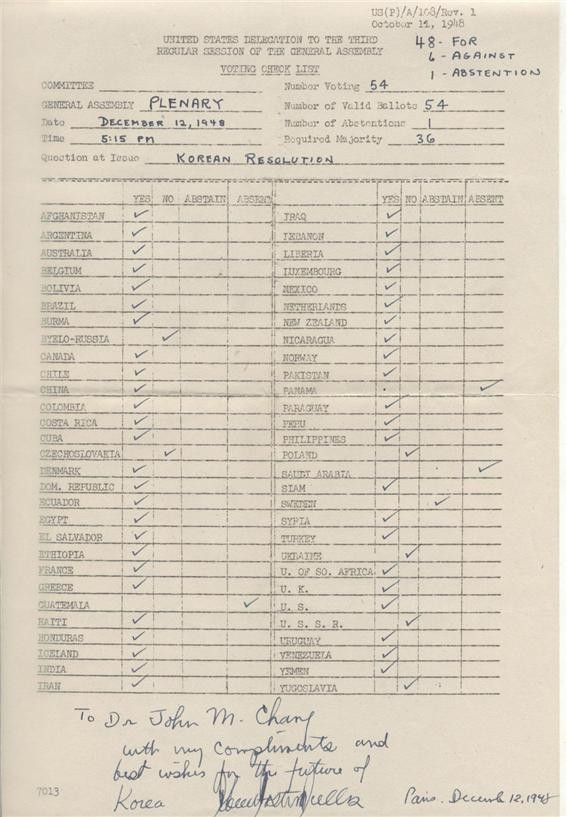 US(P)/A/108/Rev. 1
October 11, 1948
UNITED STATES DELEGATION TO THE THIRD
REGULAR SESSION OF THE GENERAL ASSEMBLY
48 - FOR
6 - AGAINST
1 - ABSTENTION
VOTING CHECK LIST
COMMITTEE
Number Voting 54
GENERAL ASSEMBLY PLENARY
Number of Valid Ballots 54
Date DECEMBER 12, 1948
Number of Abstentions 1
Time 5:15 PM
Required Majority 36
Question at Issue KOREAN RESOLUTION
YES NO ABSTAIN ABSENT YES NO ABSTAIN ABSENT
AFGHANISTAN ✓ IRAQ ✓
ARGENTINA ✓ LEBANON ✓
AUSTRALIA ✓ LIBERIA ✓
BELGIUM ✓ LUXEMBOURG ✓
BOLIVIA ✓ MEXICO ✓
BRAZIL ✓ NETHERLANDS ✓
BURMA ✓ NEW ZEALAND ✓
BYELO-RUSSIA ✓ NICARAGUA ✓
CANADA ✓ NORWAY ✓
CHILE ✓ PAKISTAN ✓
CHINA ✓ PANAMA ✓
COLOMBIA ✓ PARAGUAY ✓
COSTA RICA ✓ PERU ✓
CUBA ✓ PHILIPPINES ✓
CZECHOSLOVAKIA ✓ POLAND ✓
DENMARK ✓ SAUDI ARABIA ✓
DOM. REPUBLIC ✓ SIAM ✓
ECUADOR ✓ SWEDEN ✓
EGYPT ✓ SYRIA ✓
EL SALVADOR ✓ TURKEY ✓
ETHIOPIA ✓ UKRAINE ✓
FRANCE ✓ U. OF SO. AFRICA ✓
GREECE ✓ U. K. ✓
GUATEMALA ✓ U. S. ✓
HAITI ✓ U. S. S. R. ✓
HONDURAS ✓ URUGUAY ✓
ICELAND ✓ VENEZUELA ✓
INDIA ✓ YEMEN ✓
IRAN ✓ YUGOSLAVIA ✓
To Dr John M. Chang
with my compliments and
best wishes for the future of
Korea
Paris. December 12, 1948
7013